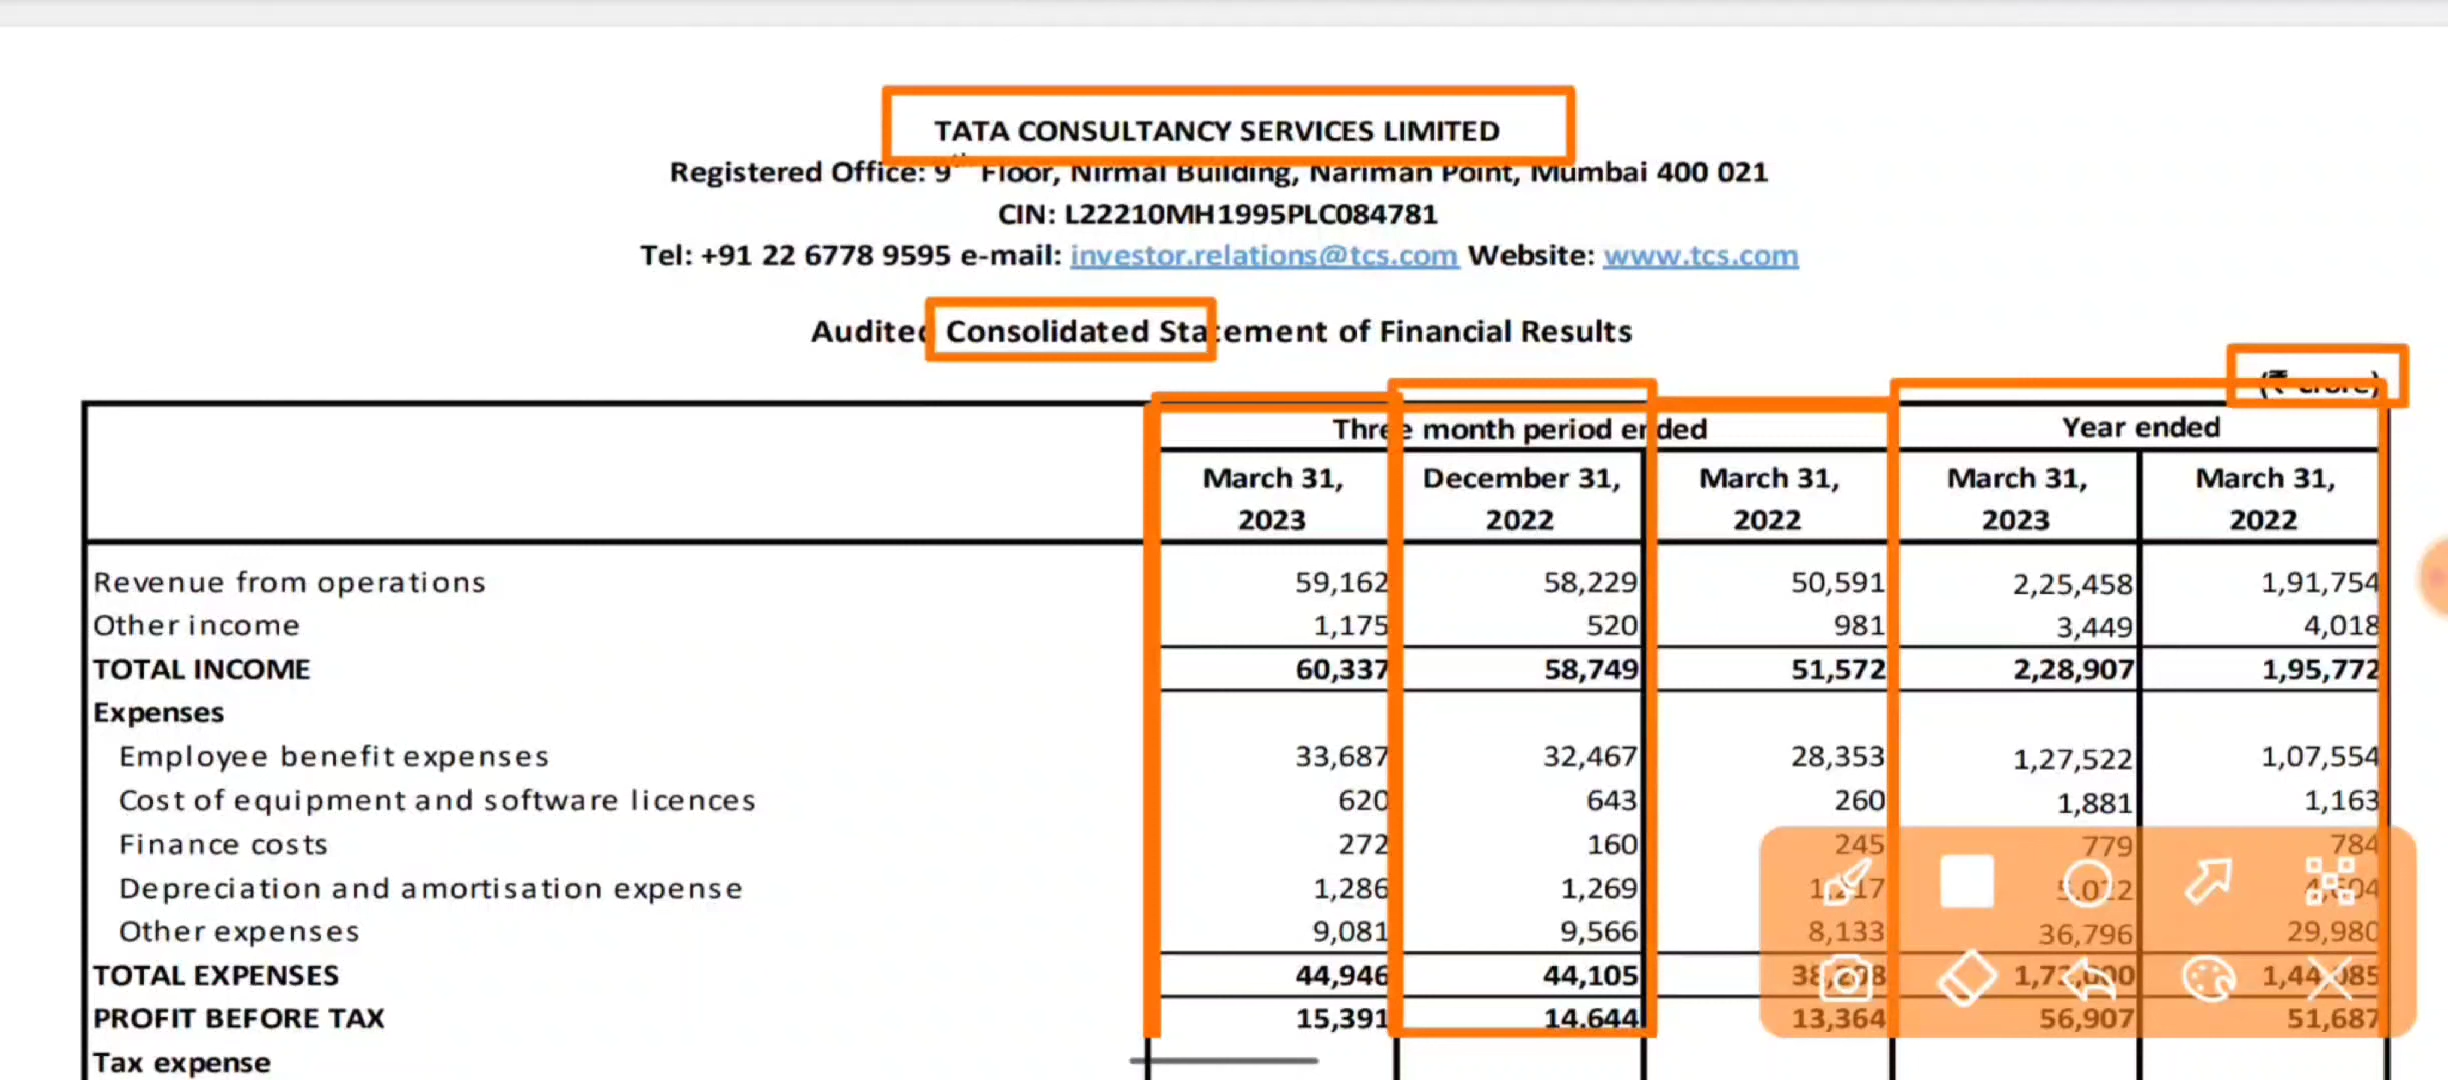 TATA CONSULTANCY SERVICES LIMITED
Registered Office: 9th Floor, Nirmal Building, Nariman Point, Mumbai 400 021
CIN: L22210MH1995PLC084781
Tel: +91 22 6778 9595 e-mail: investor.relations@tcs.com Website: www.tcs.com
Audited Consolidated Statement of Financial Results
(₹ crore)
Three month period ended Year ended
March 31, 2023 December 31, 2022 March 31, 2022 March 31, 2023 March 31, 2022
Revenue from operations 59,162 58,229 50,591 2,25,458 1,91,754
Other income 1,175 520 981 3,449 4,018
TOTAL INCOME 60,337 58,749 51,572 2,28,907 1,95,772
Expenses
Employee benefit expenses 33,687 32,467 28,353 1,27,522 1,07,554
Cost of equipment and software licences 620 643 260 1,881 1,163
Finance costs 272 160 245 779 784
Depreciation and amortisation expense 1,286 1,269
Other expenses 9,081 9,566 8,133 36,796 29,980
TOTAL EXPENSES 44,946 44,105
PROFIT BEFORE TAX 15,391 14,644 13,364 56,907 51,687
Tax expense